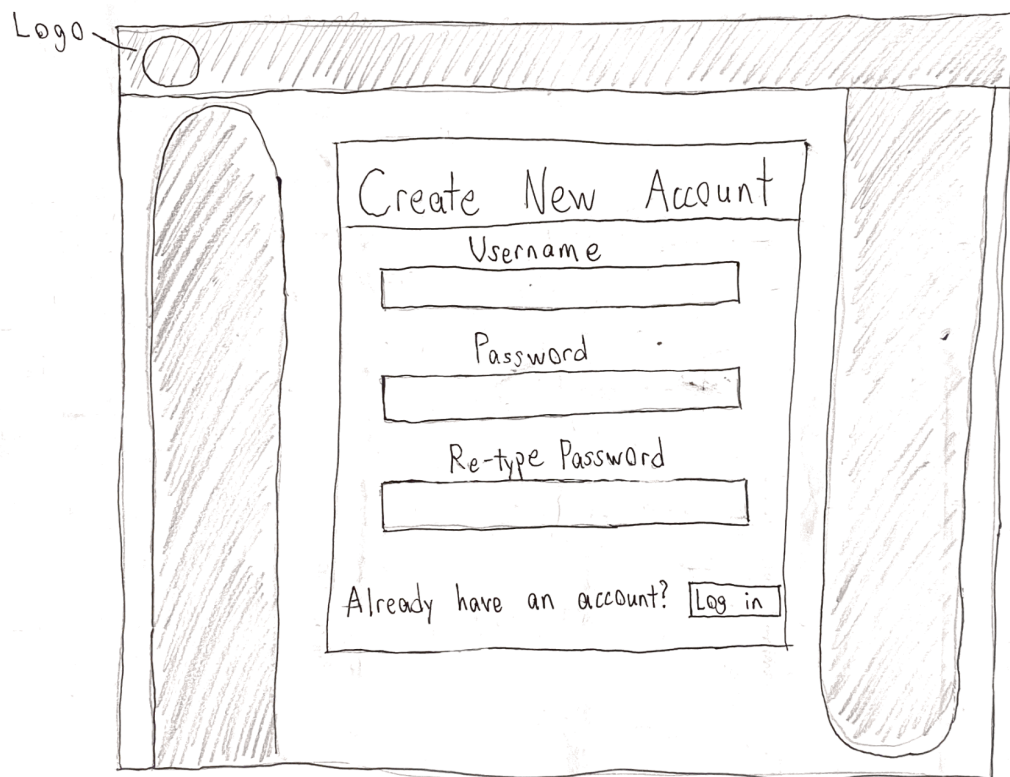 Logo
Create New Account
Username
Password
Re-type Password
Already have an account? Log in